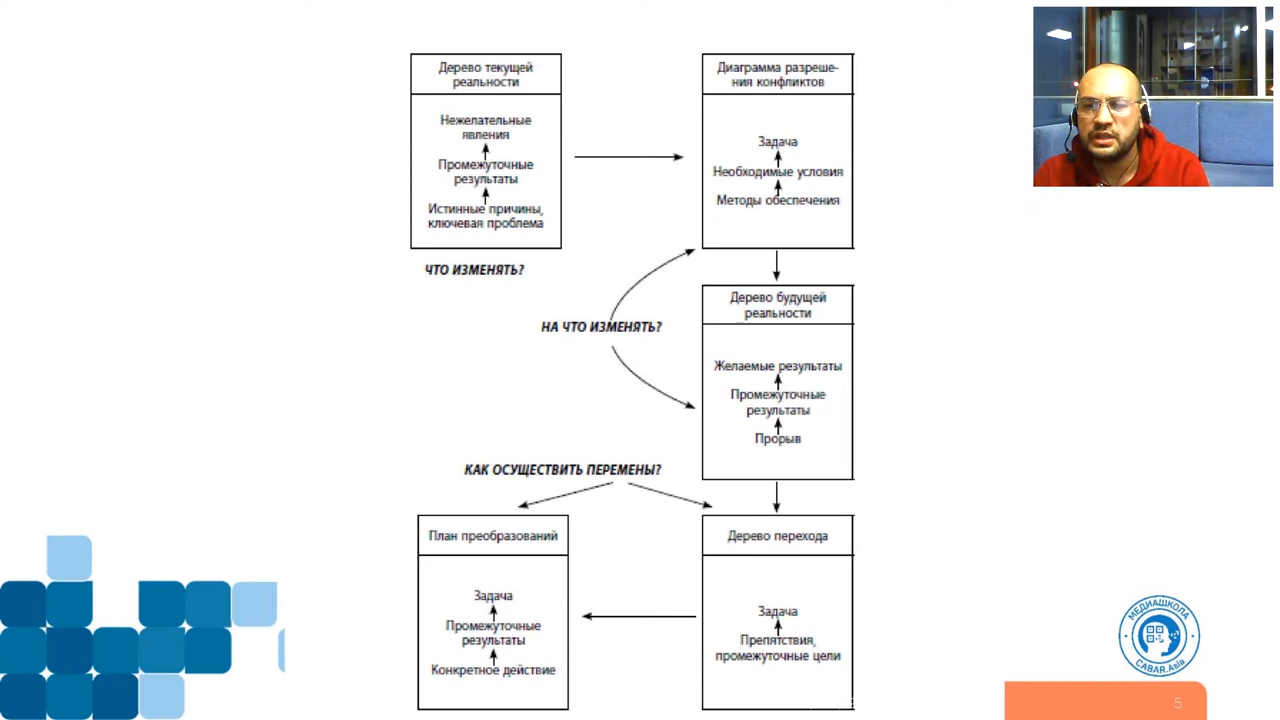 Дерево текущей
реальности
Нежелательные
явления
Промежуточные
результаты
Истинные причины,
ключевая проблема
ЧТО ИЗМЕНЯТЬ?
Диаграмма разреше-
ния конфликтов
Задача
Необходимые условия
Методы обеспечения
НА ЧТО ИЗМЕНЯТЬ?
Дерево будущей
реальности
Желаемые результаты
Промежуточные
результаты
Прорыв
КАК ОСУЩЕСТВИТЬ ПЕРЕМЕНЫ?
План преобразований
Задача
Промежуточные
результаты
Конкретное действие
Дерево перехода
Задача
Препятствия,
промежуточные цели
МЕДИАШКОЛА
CABAR.Asia
5